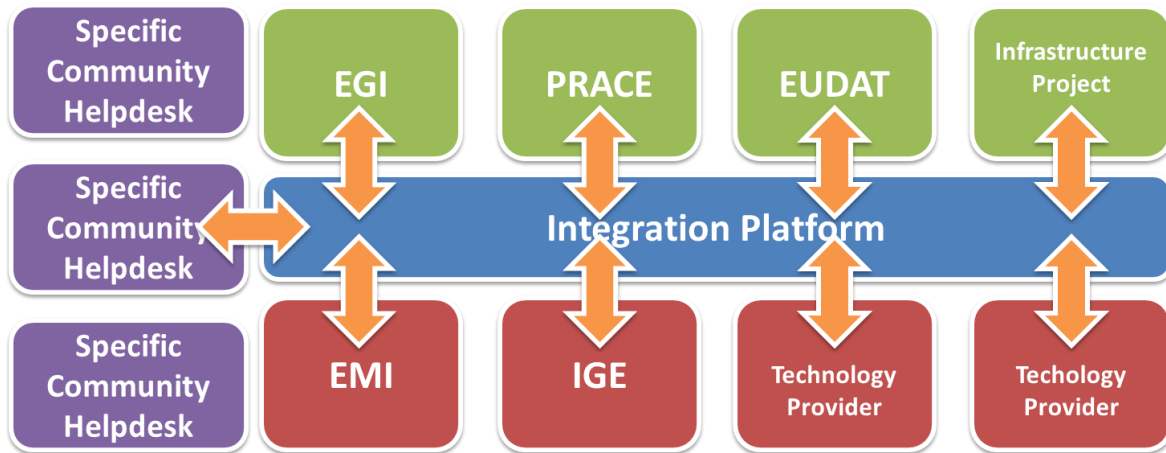 Specific
Community
Helpdesk
EGI
PRACE
EUDAT
Infrastructure
Project
Specific
Community
Helpdesk
Integration Platform
Specific
Community
Helpdesk
EMI
IGE
Technology
Provider
Techology
Provider